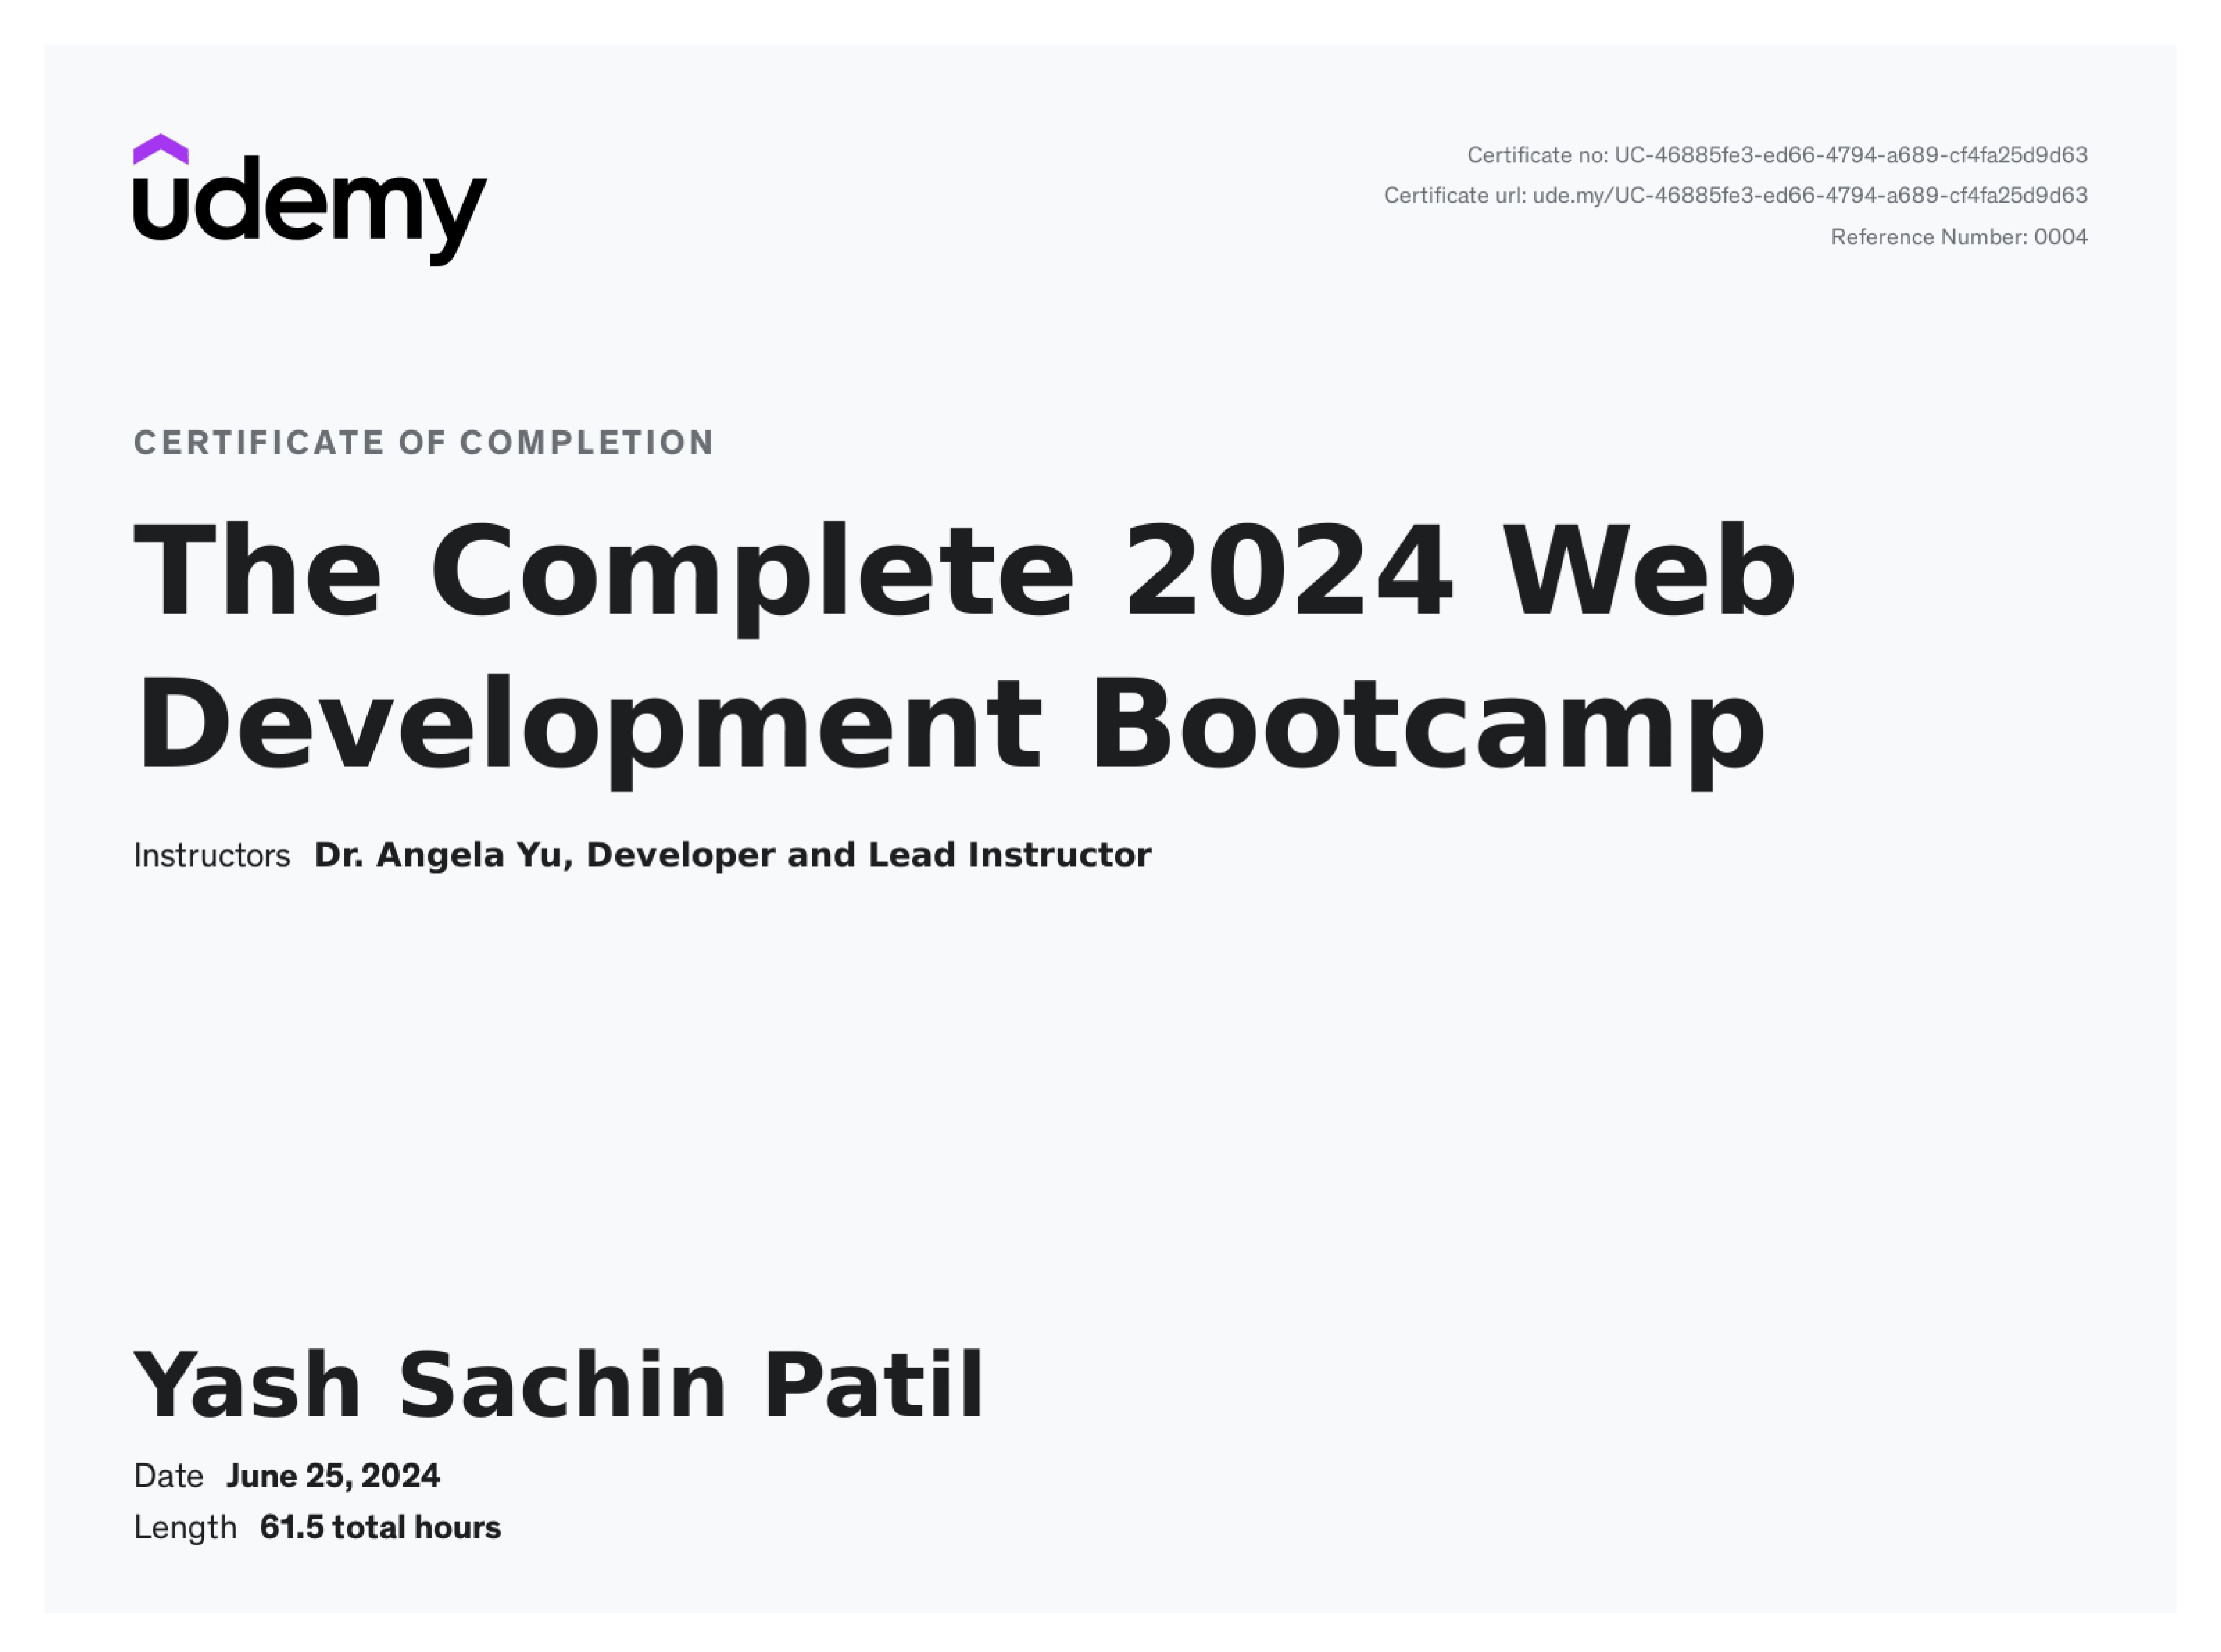 udemy
Certificate no: UC-46885fe3-ed66-4794-a689-cf4fa25d9d63
Certificate url: ude.my/UC-46885fe3-ed66-4794-a689-cf4fa25d9d63
Reference Number: 0004
CERTIFICATE OF COMPLETION
The Complete 2024 Web
Development Bootcamp
Instructors Dr. Angela Yu, Developer and Lead Instructor
Yash Sachin Patil
Date June 25, 2024
Length 61.5 total hours